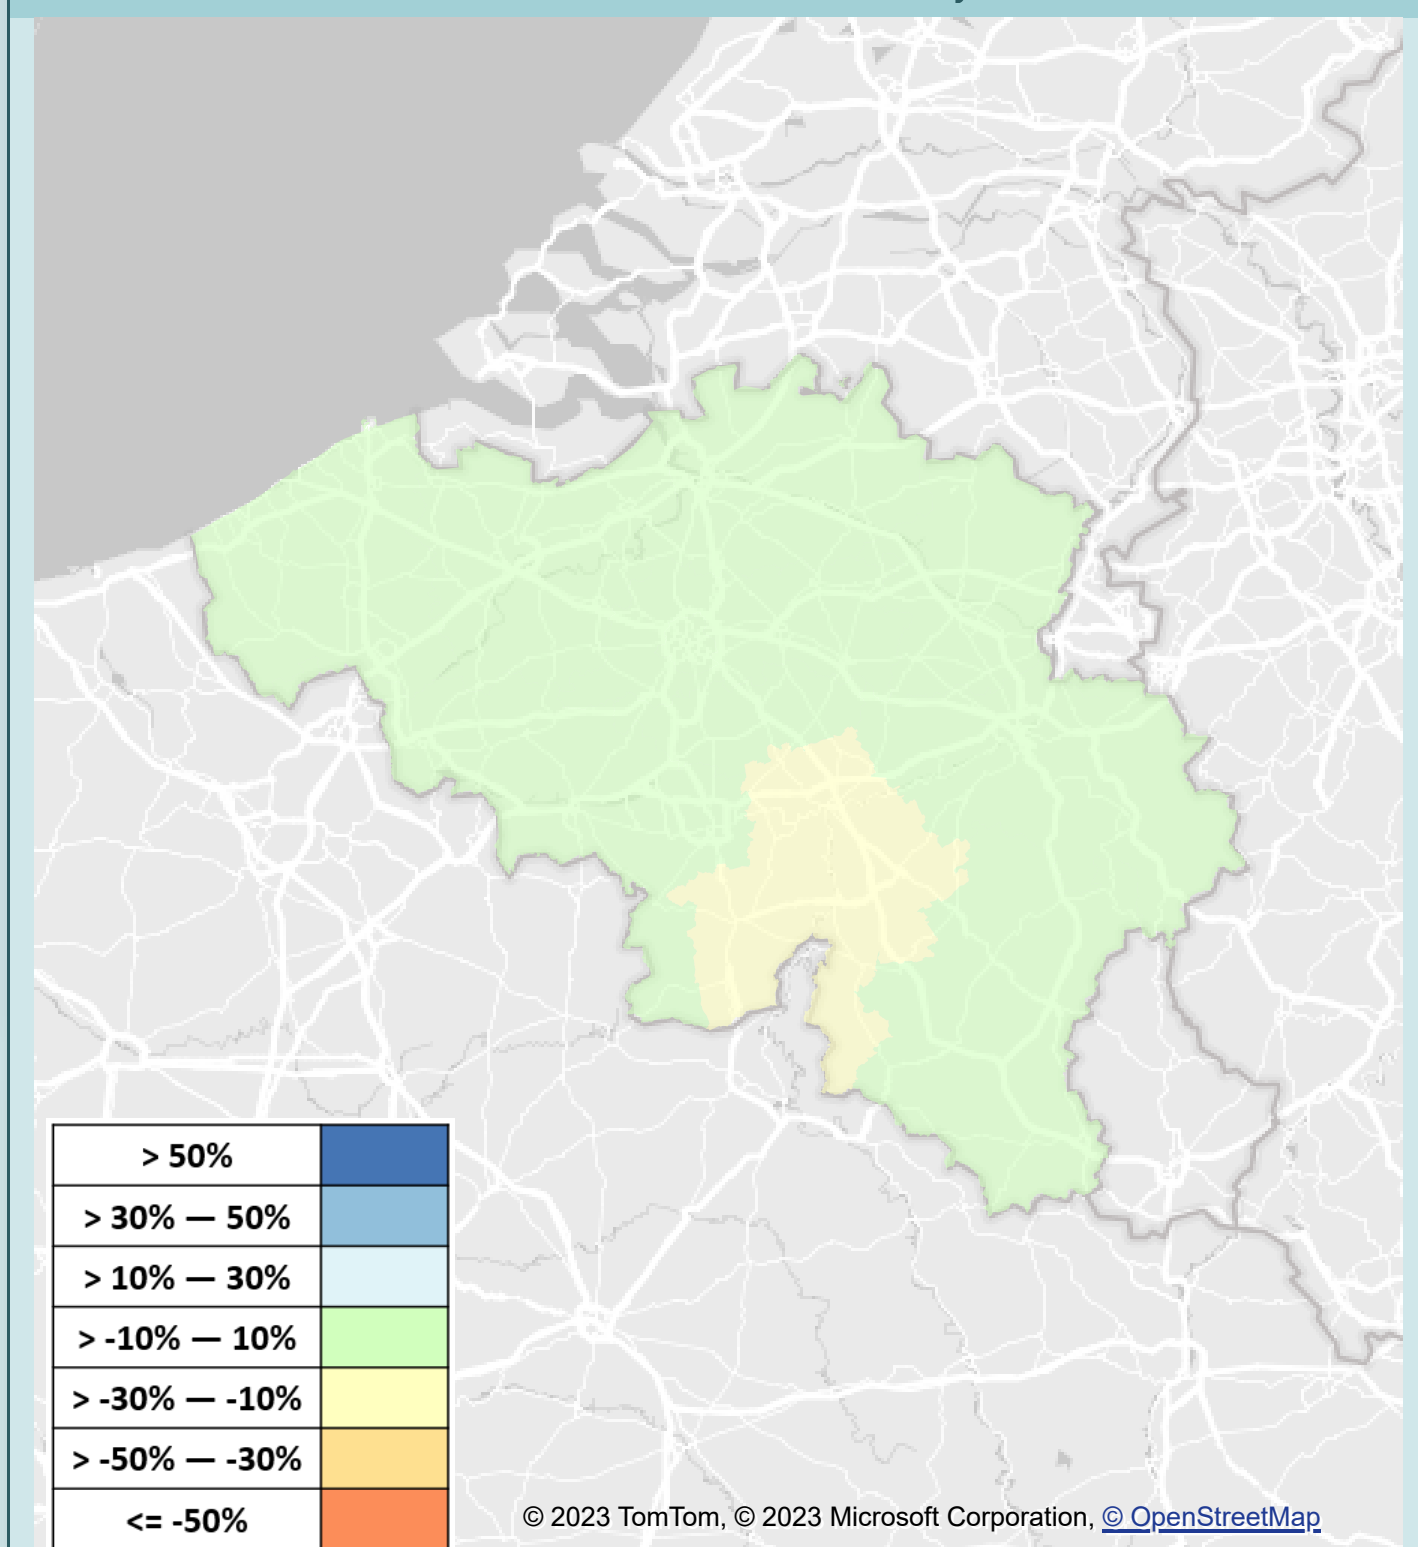 > 50%
> 30% — 50%
> 10% — 30%
> -10% — 10%
> -30% — -10%
> -50% — -30%
<= -50%
© 2023 TomTom, © 2023 Microsoft Corporation, © OpenStreetMap